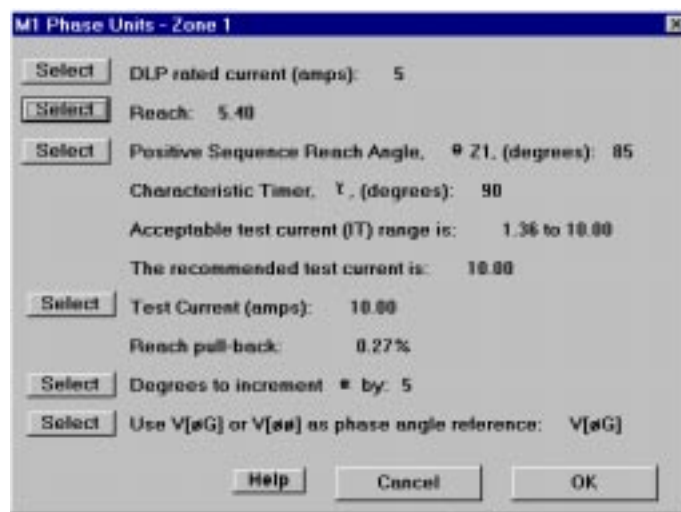 M1 Phase Units - Zone 1
Select DLP rated current (amps): 5
Select Reach: 5.40
Select Positive Sequence Reach Angle, θ Z1, (degrees): 85
Characteristic Timer, ϒ, (degrees): 90
Acceptable test current (IT) range is: 1.36 to 10.00
The recommended test current is: 10.00
Select Test Current (amps): 10.00
Reach pull-back: 0.27%
Select Degrees to increment by: 5
Select Use V[øG] or V[øø] as phase angle reference: V[øG]
Help Cancel OK